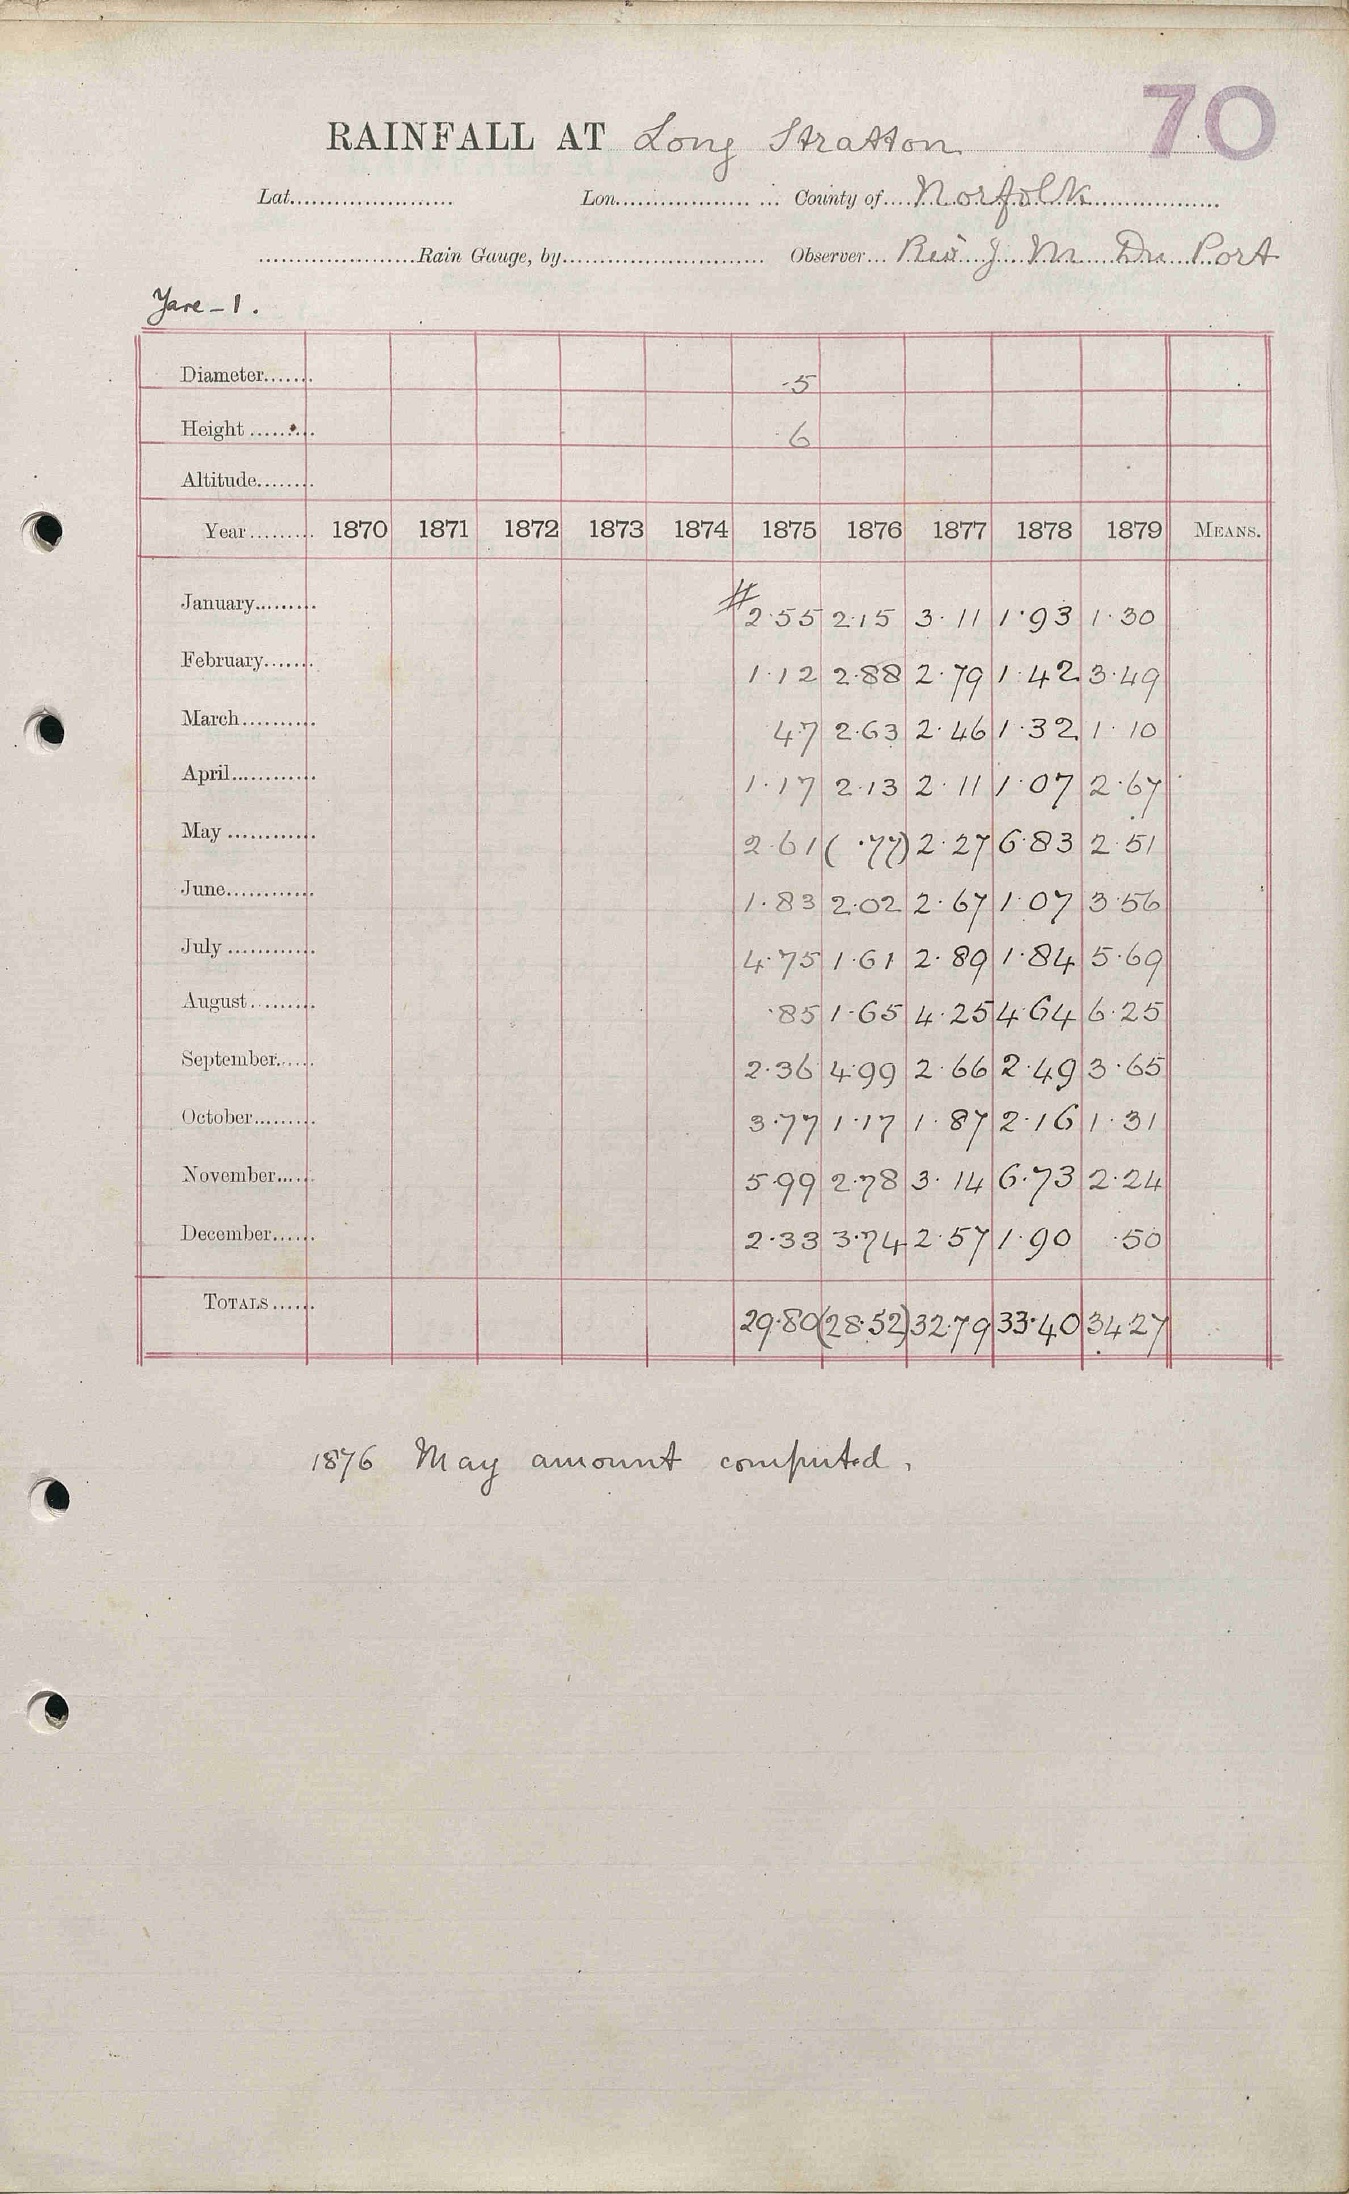 70
RAINFALL AT Long Stratton
Lat. Lon. County of Norfolk
Rain Gauge, by Observer Rev J M Du Port
Yare - 1.
Diameter 5
Height 6
Altitude
Year 1870 1871 1872 1873 1874 1875 1876 1877 1878 1879 MEANS.
January # 2.55 2.15 3.11 1.93 1.30
February 1.12 2.88 2.79 1.42 3.49
March 47 2.63 2.46 1.32 1.10
April 1.17 2.13 2.11 1.07 2.67
May 2.61 (.77) 2.27 6.83 2.51
June 1.83 2.02 2.67 1.07 3.56
July 4.75 1.61 2.89 1.84 5.69
August .85 1.65 4.25 4.64 6.25
September 2.36 4.99 2.66 2.49 3.65
October 3.77 1.17 1.87 2.16 1.31
November 5.99 2.78 3.14 6.73 2.24
December 2.33 3.74 2.57 1.90 .50
TOTALS 29.80 (28.52) 32.79 33.40 34.27
1876 May amount computed.